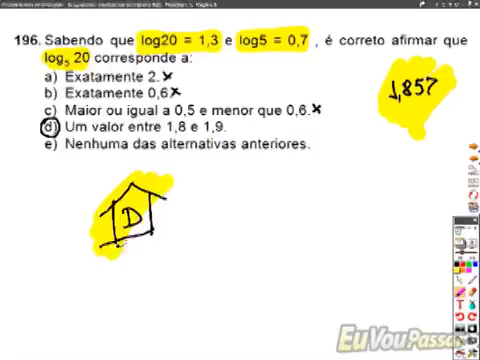 196. Sabendo que log20 = 1,3 e log5 = 0,7 , é correto afirmar que
log₅ 20 corresponde a:
a) Exatamente 2. x
b) Exatamente 0,6 x
c) Maior ou igual a 0,5 e menor que 0,6. x
d) Um valor entre 1,8 e 1,9.
e) Nenhuma das alternativas anteriores.
1,857
D
EuVouPassar